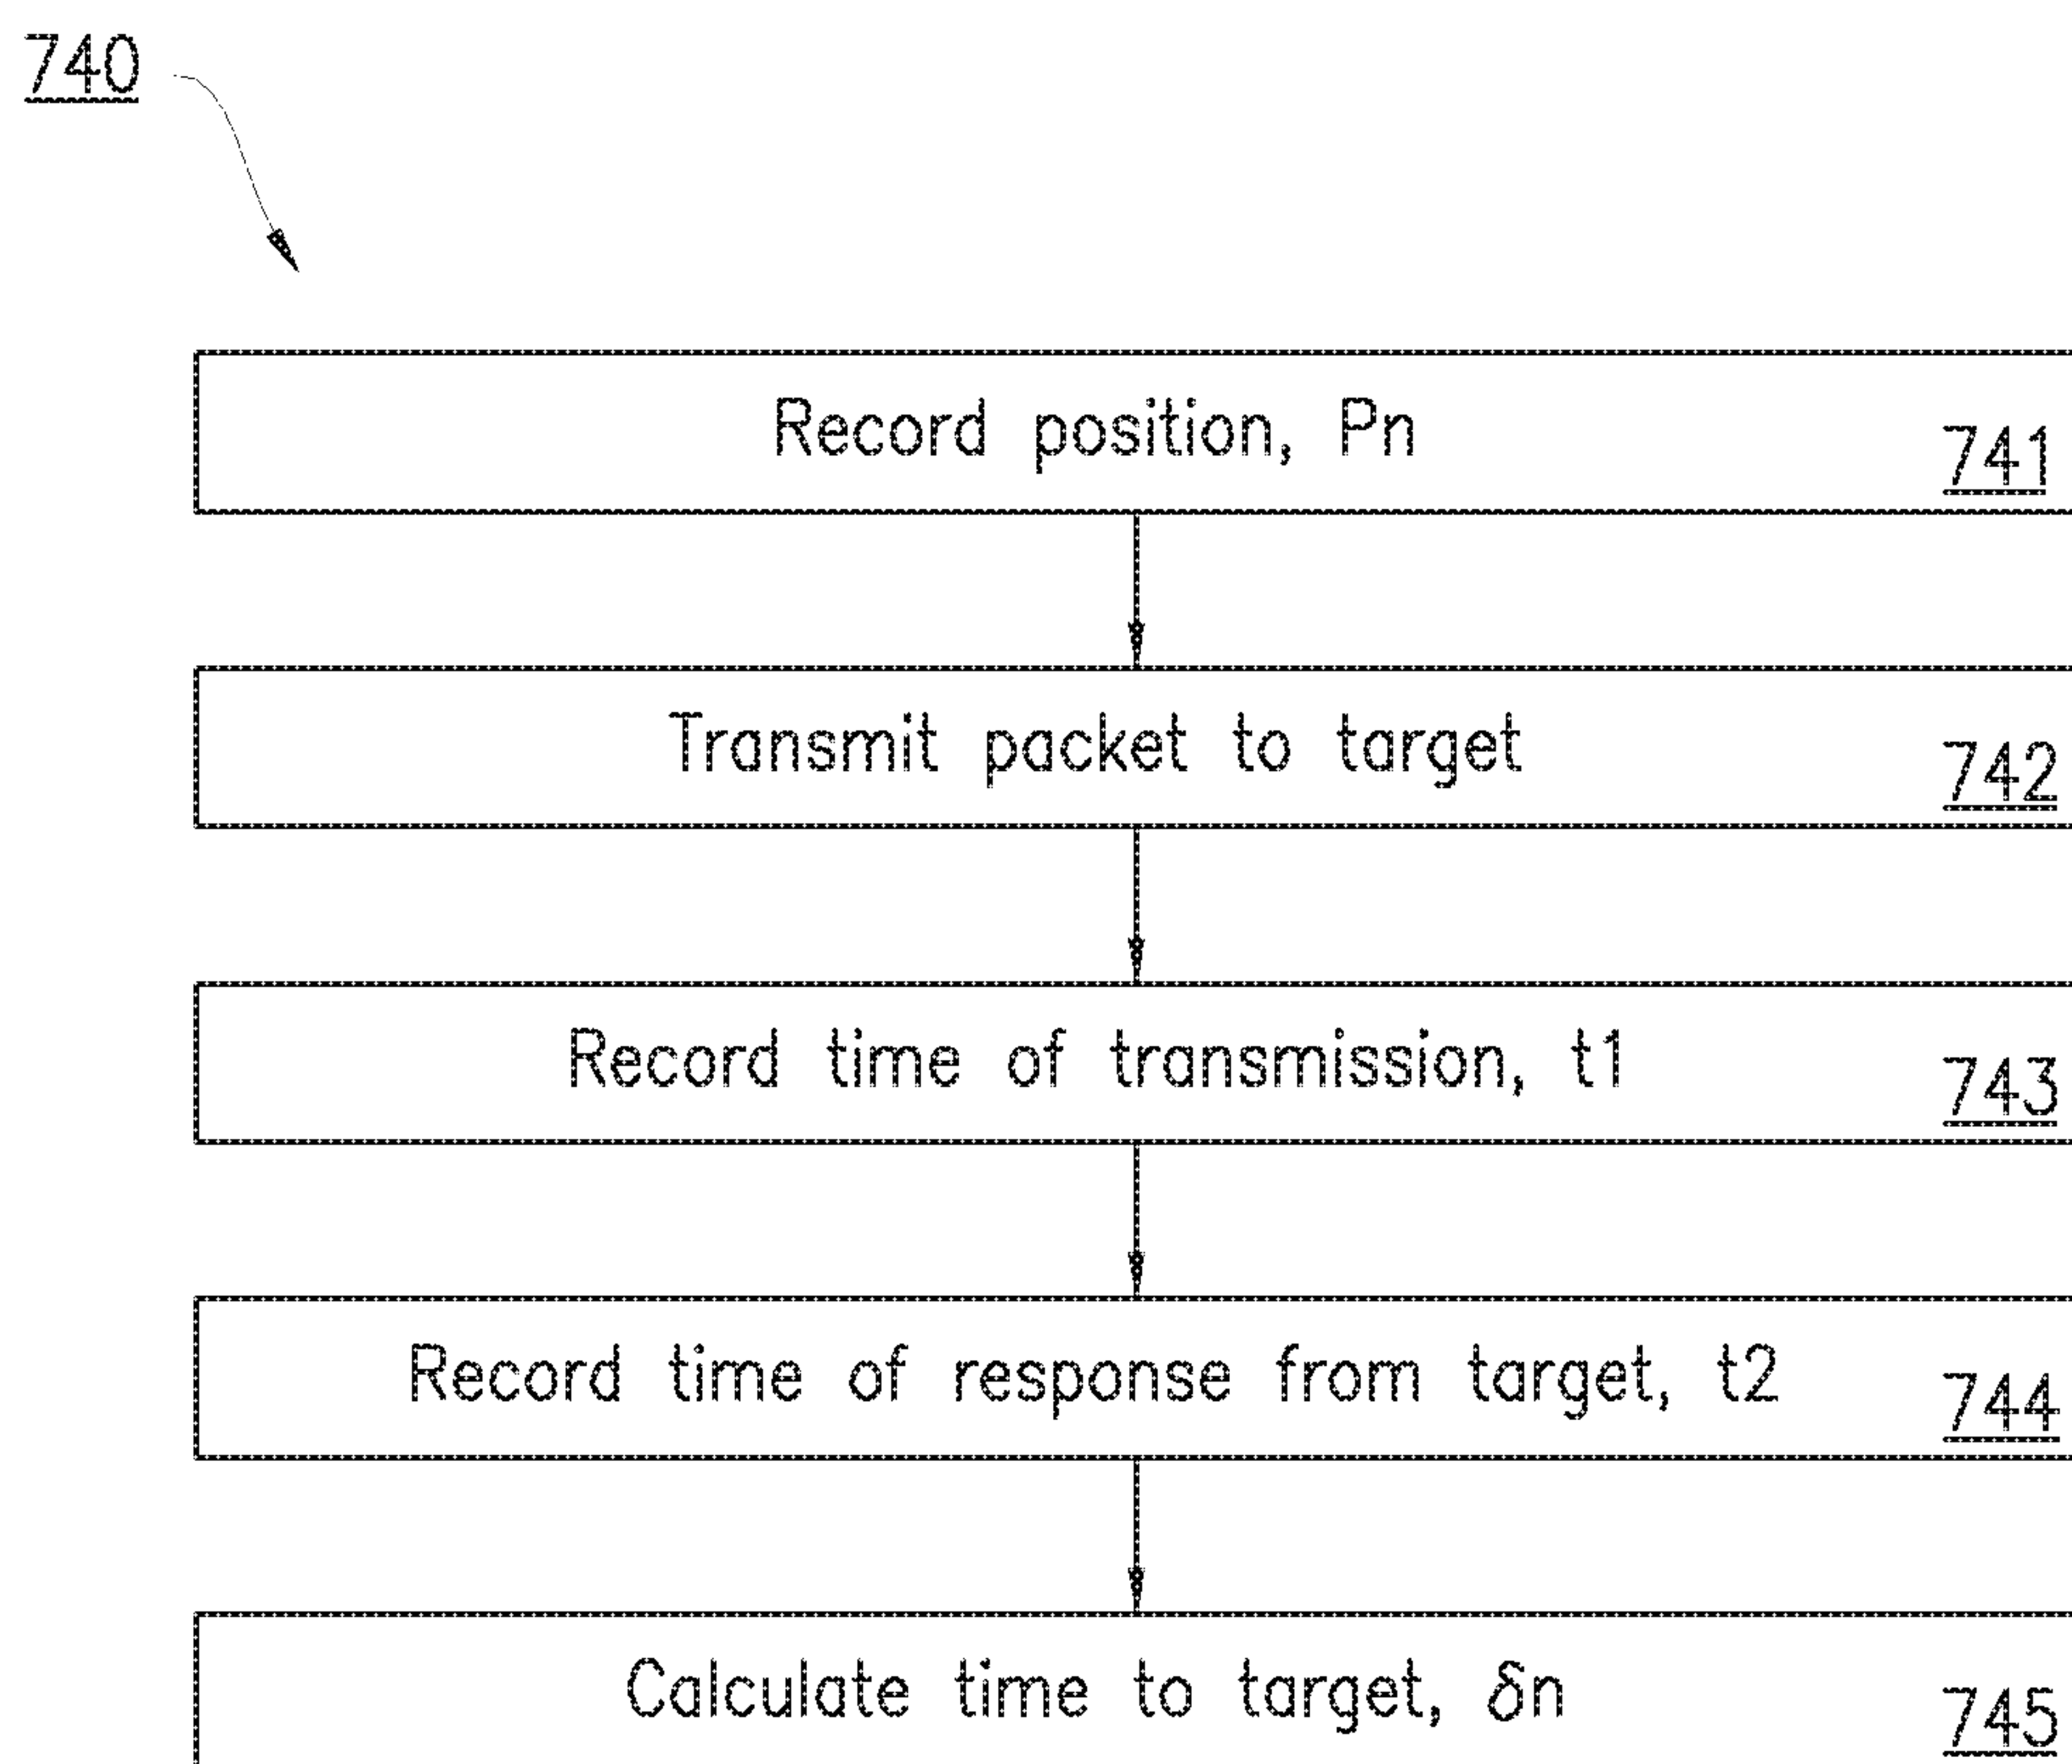 740
Record position, Pn
741
Transmit packet to target
742
Record time of transmission, t1
743
Record time of response from target, t2
744
Calculate time to target, δn
745